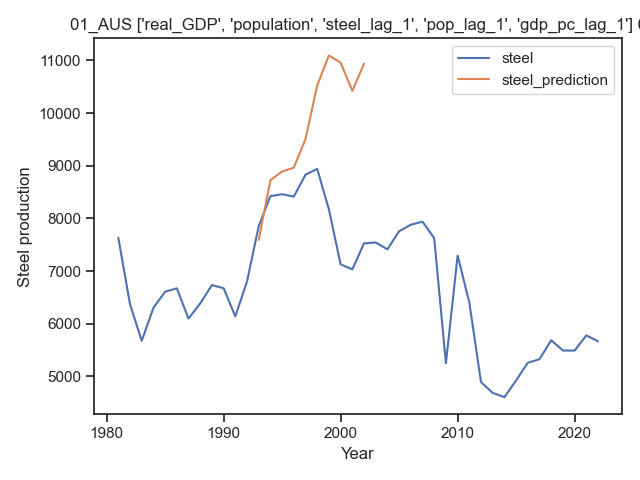 01_AUS ['real_GDP', 'population', 'steel_lag_1', 'pop_lag_1', 'gdp_pc_lag_1']
steel
steel_prediction
11000
10000
9000
8000
7000
6000
5000
Steel production
1980
1990
2000
2010
2020
Year